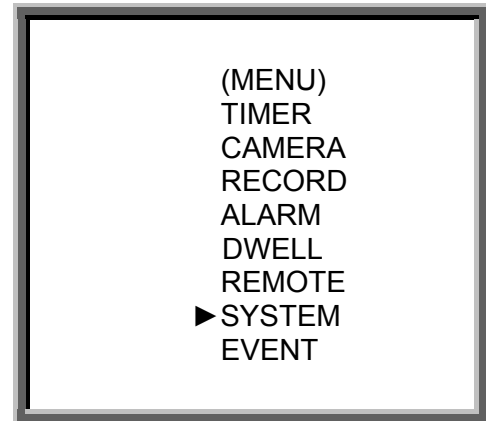 (MENU)
TIMER
CAMERA
RECORD
ALARM
DWELL
REMOTE
►SYSTEM
EVENT